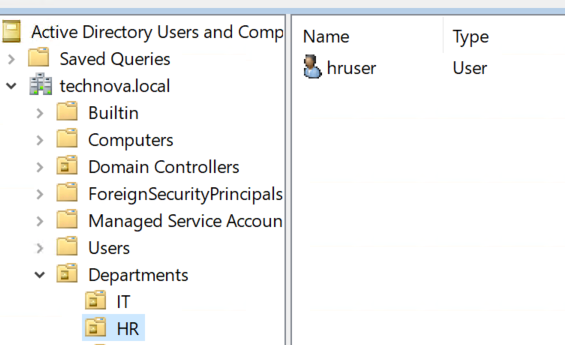 Active Directory Users and Comp
Saved Queries
technova.local
Builtin
Computers
Domain Controllers
ForeignSecurityPrincipals
Managed Service Accoun
Users
Departments
IT
HR
Name Type
hruser User